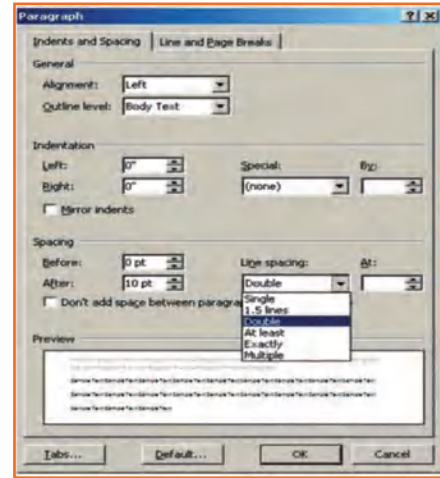 Paragraph
Indents and Spacing Line and Page Breaks
General
Alignment: Left
Outline level: Body Text
Indentation
Left: 0" Special: By:
Right: 0" (none)
Mirror indents
Spacing
Before: 0 pt Line spacing: At:
After: 10 pt Double
Don't add space between
Single
1.5 lines
Double
At least
Exactly
Multiple
Preview
Tabs... Default... OK Cancel